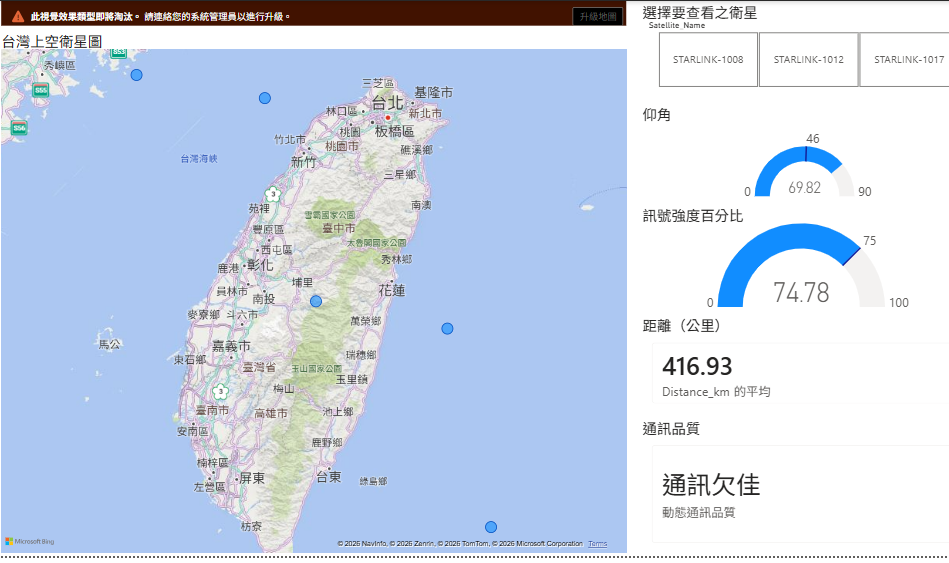 此視覺效果類型即將淘汰。 請連絡您的系統管理員以進行升級。
升級地圖
台灣上空衛星圖
S53
秀嶼區
S55
S56
台灣海峽
三芝區
台北
基隆市
林口區
新北市
桃園
板橋區
竹北市
桃園市
礁溪鄉
新竹
三星鄉
3
苑裡
南澳
雪霸國家公園
豐原區
臺中市
西屯區
太魯閣國家公園
鹿港
彰化
秀林鄉
員林市
南投
埔里
花蓮
麥寮鄉
斗六市
萬榮鄉
馬公
嘉義市
東石鄉
瑞穗鄉
臺灣省
玉山國家公園
玉里鎮
3
梅山
臺南市
高雄市
池上鄉
安南區
鹿野鄉
楠梓區
左營區
屏東
台東
綠島鄉
枋寮
Microsoft Bing
© 2026 NavInfo, © 2026 Zenrin, © 2026 TomTom, © 2026 Microsoft Corporation Terms
選擇要查看之衛星
Satellite_Name
STARLINK-1008
STARLINK-1012
STARLINK-1017
仰角
46
0
69.82
90
訊號強度百分比
75
0
74.78
100
距離（公里）
416.93
Distance_km 的平均
通訊品質
通訊欠佳
動態通訊品質